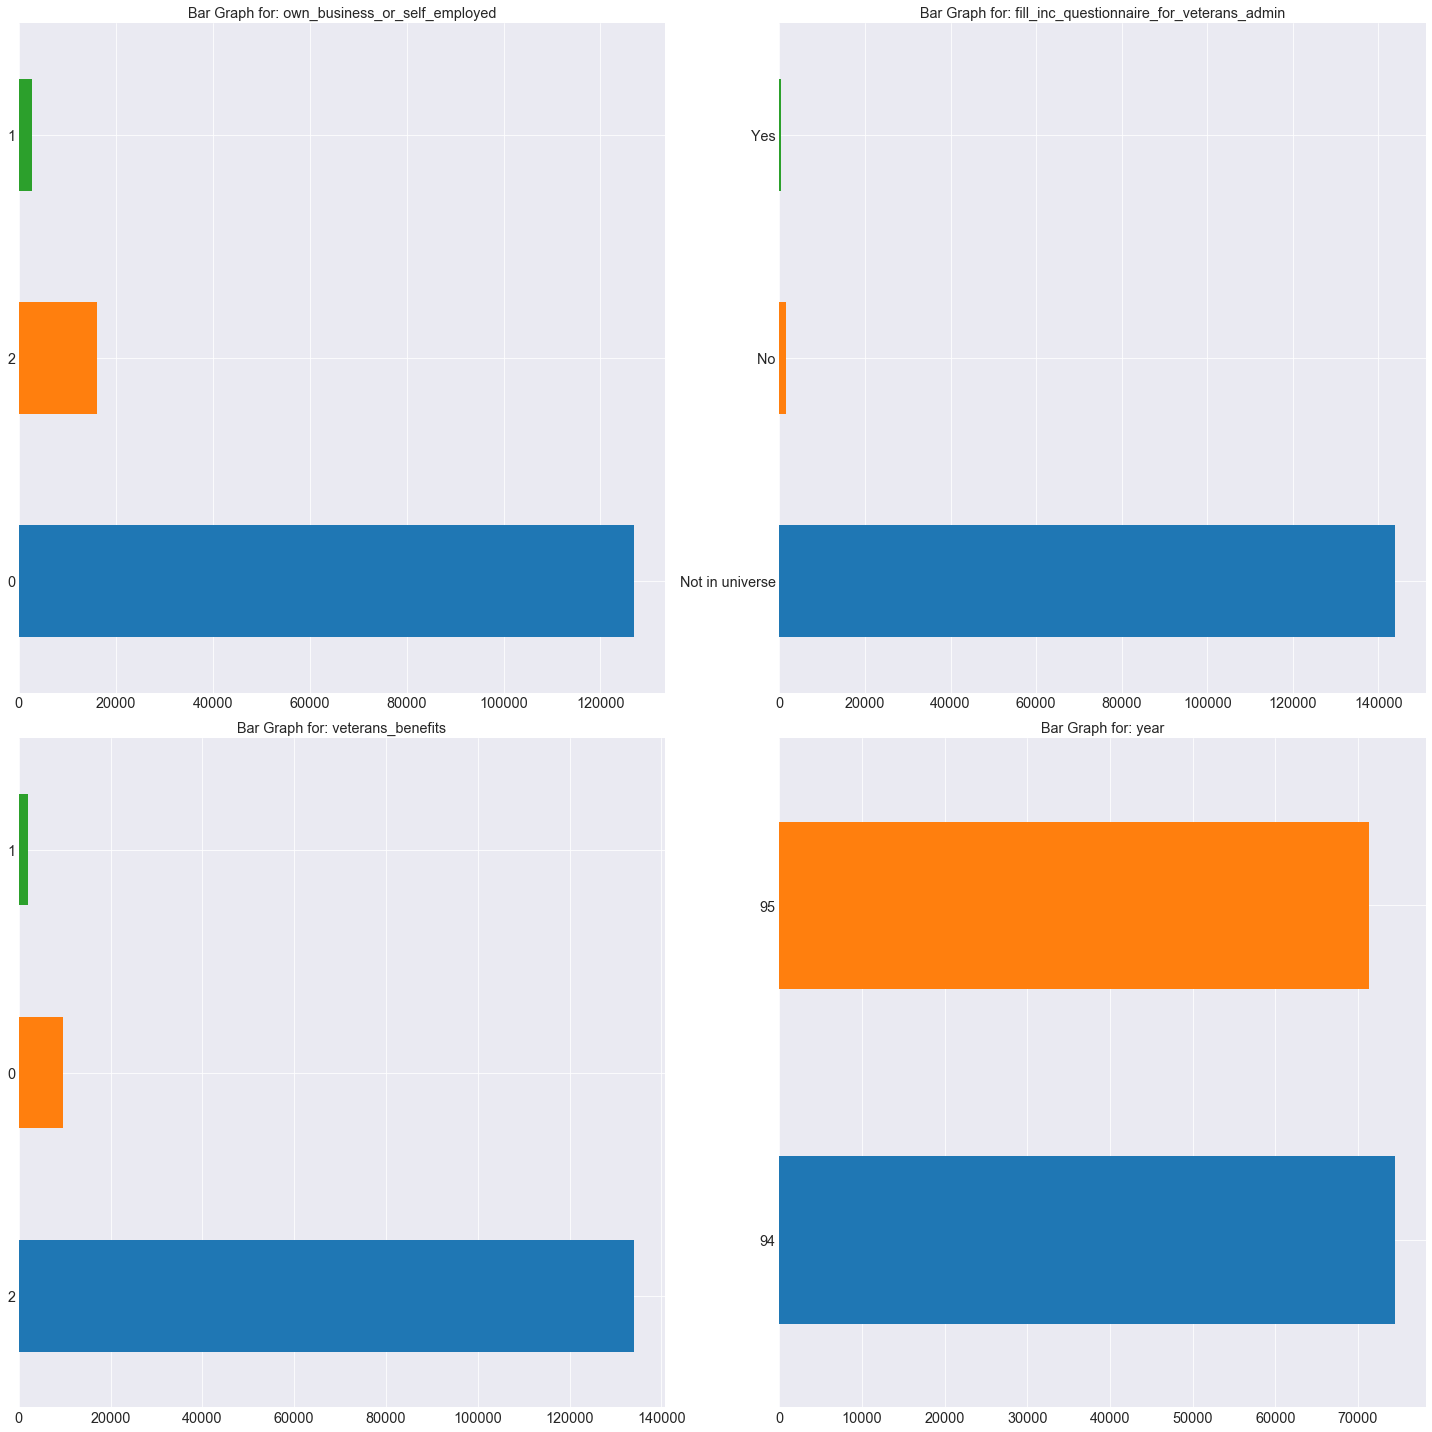 Bar Graph for: own_business_or_self_employed
1
2
0
0 20000 40000 60000 80000 100000 120000
Bar Graph for: fill_inc_questionnaire_for_veterans_admin
Yes
No
Not in universe
0 20000 40000 60000 80000 100000 120000 140000
Bar Graph for: veterans_benefits
1
0
2
0 20000 40000 60000 80000 100000 120000 140000
Bar Graph for: year
95
94
0 10000 20000 30000 40000 50000 60000 70000